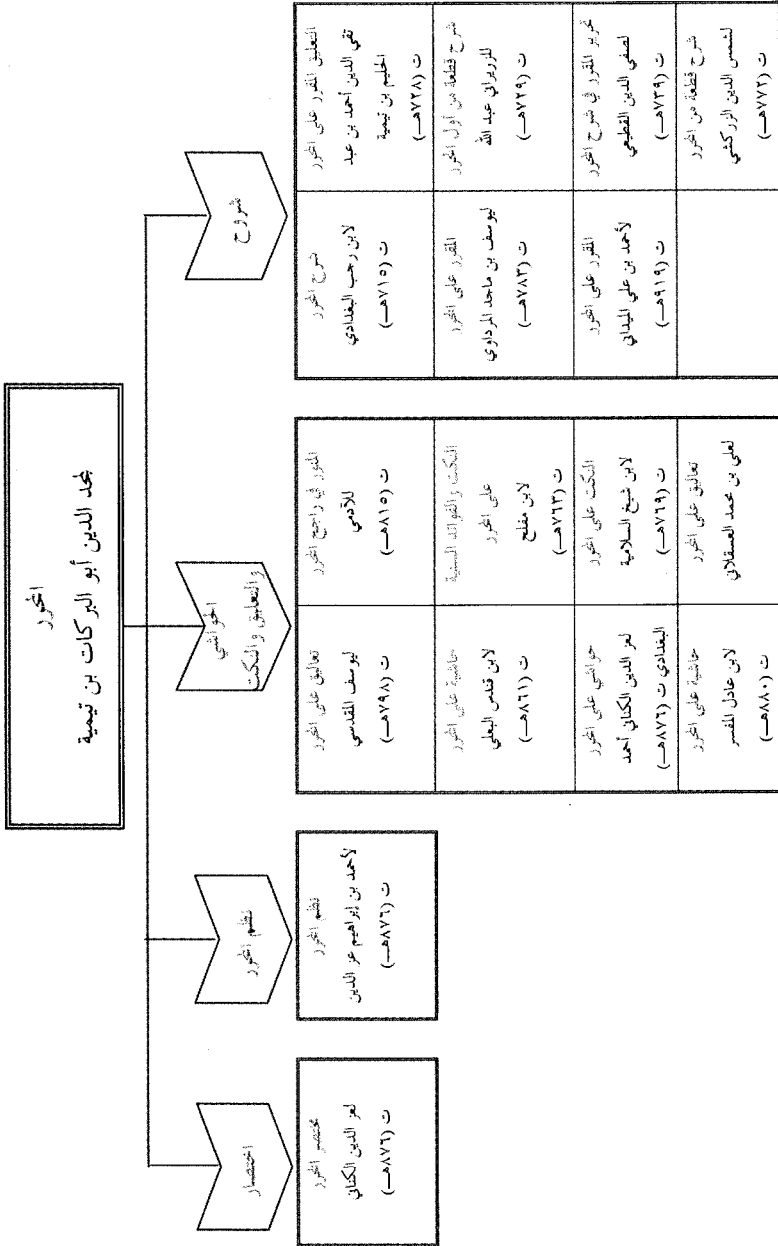 المحرر
لمجد الدين أبو البركات بن تيمية
شروح
التعليق المقرر على المحرر
تقي الدين أحمد بن عبد
الحليم بن تيمية
ت (٧٢٨هـ)
شرح المحرر
لابن رجب البغدادي
ت (٧١٥هـ)
شرح قطعة من أول المحرر
للزريراني عبد الله
ت (٧٢٩هـ)
المقرر على المحرر
ليوسف بن ماجد المرداوي
ت (٧٨٣هـ)
تحرير المقرر في شرح المحرر
لصفي الدين القطيعي
ت (٧٣٩هـ)
المقرر على المحرر
لأحمد بن علي الميداني
ت (٩١٩هـ)
شرح قطعة من المحرر
لشمس الدين الزركشي
ت (٧٧٢هـ)
الحواشي
والتعليق والنكت
المنور في راجح المحرر
للآدمي
ت (٨١٥هـ)
تعاليق على المحرر
ليوسف المقدسي
ت (٧٩٨هـ)
النكت والفوائد السنية
على المحرر
لابن مفلح
ت (٧٦٣هـ)
حاشية على المحرر
لابن قندس البعلي
ت (٨٦١هـ)
النكت على المحرر
لابن شيخ السلامية
ت (٧٦٩هـ)
حواشي على المحرر
لعز الدين الكناني أحمد
البغدادي ت (٨٧٦هـ)
تعاليق على المحرر
لعلي بن محمد العسقلاني
حاشية على المحرر
لابن عادل المفسر
ت (٨٨٠هـ)
نظم المحرر
نظم المحرر
لأحمد بن إبراهيم عز الدين
ت (٨٧٦هـ)
اختصار
مختصر المحرر
لعز الدين الكناني
ت (٨٧٦هـ)